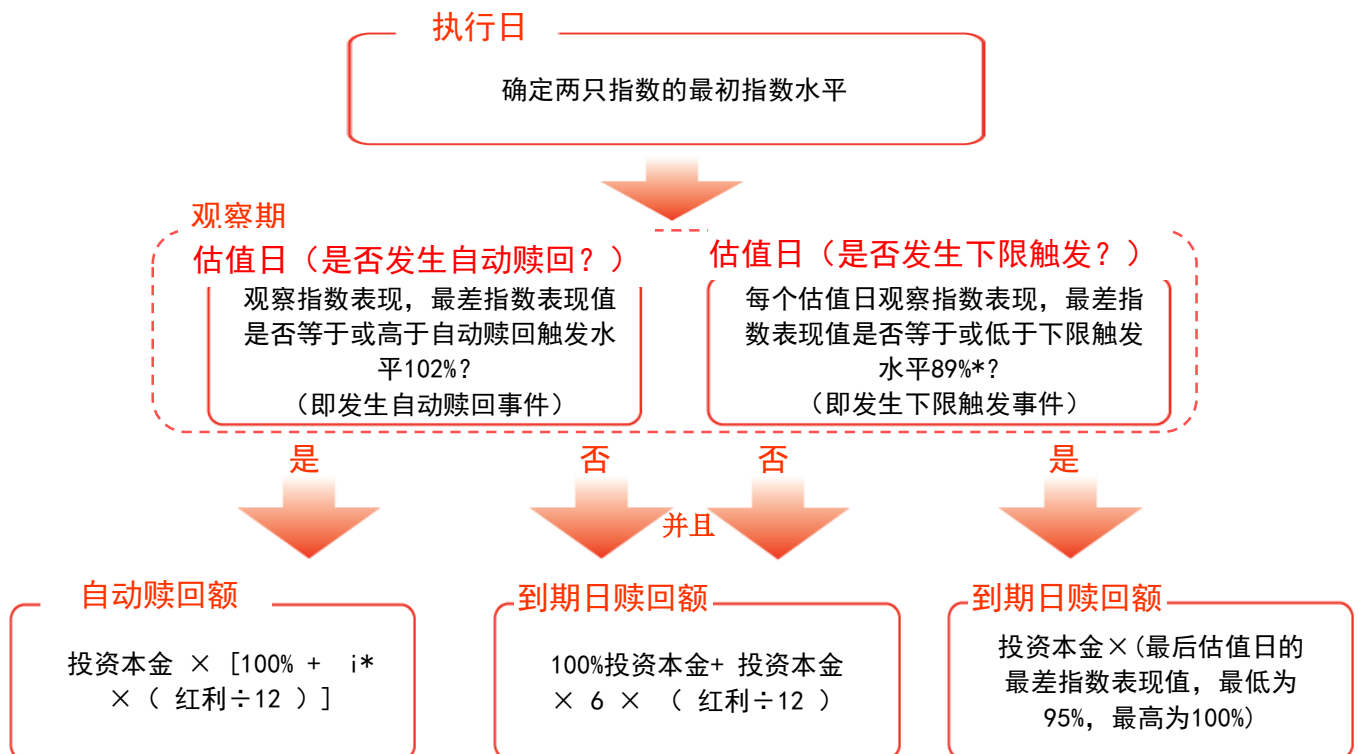 执行日
确定两只指数的最初指数水平
观察期
估值日（是否发生自动赎回？）
观察指数表现，最差指数表现值
是否等于或高于自动赎回触发水
平102%？
（即发生自动赎回事件）
估值日（是否发生下限触发？）
每个估值日观察指数表现，最差指
数表现值是否等于或低于下限触发
水平89%*？
（即发生下限触发事件）
是
否
否
是
并且
自动赎回额
投资本金 × [100% + i*
×（ 红利÷12 ）]
到期日赎回额
100%投资本金+ 投资本金
× 6 × （ 红利÷12 ）
到期日赎回额
投资本金×(最后估值日的
最差指数表现值，最低为
95%，最高为100%)